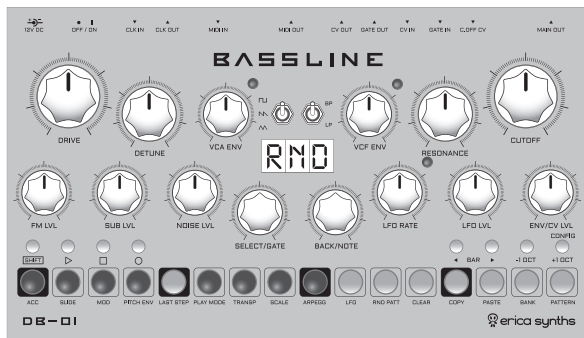 12V DC OFF / ON CLK IN CLK OUT MIDI IN MIDI OUT CV OUT GATE OUT CV IN GATE IN C.OFF CV MAIN OUT
BASSLINE
BP
LP
DRIVE DETUNE VCA ENV VCF ENV RESONANCE CUTOFF
RND
FM LVL SUB LVL NOISE LVL SELECT/GATE BACK/NOTE LFO RATE LFO LVL ENV/CV LVL
CONFIG
SHIFT BAR -1 OCT +1 OCT
ACC SLIDE MOD PITCH ENV LAST STEP PLAY MODE TRANSP SCALE ARPEGG LFO RND PATT CLEAR COPY PASTE BANK PATTERN
DB-01 erica synths